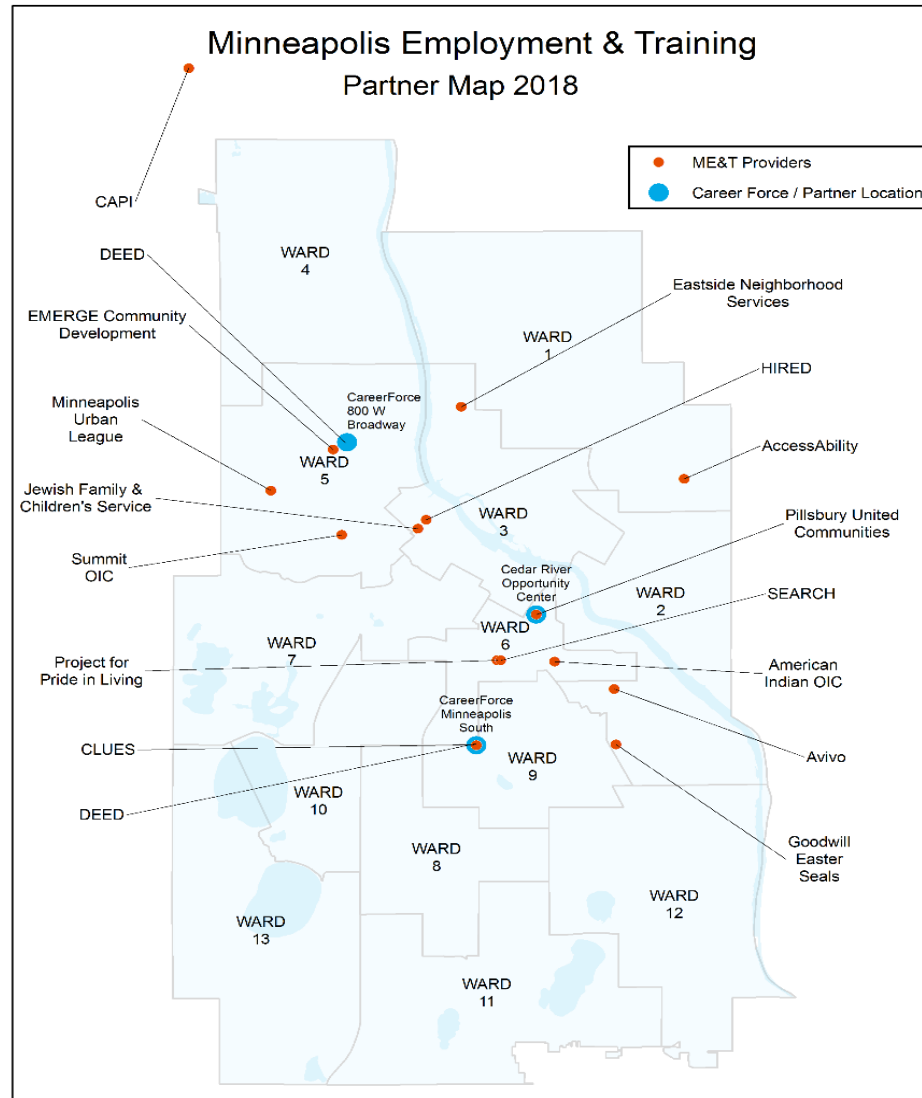 Minneapolis Employment & Training
Partner Map 2018
ME&T Providers
Career Force / Partner Location
CAPI
DEED
EMERGE Community
Development
Minneapolis
Urban
League
Jewish Family &
Children's Service
Summit
OIC
Project for
Pride in Living
CLUES
DEED
WARD
4
WARD
1
CareerForce
800 W
Broadway
WARD
5
WARD
3
Cedar River
Opportunity
Center
WARD
2
WARD
6
WARD
7
CareerForce
Minneapolis
South
WARD
9
WARD
10
WARD
8
WARD
12
WARD
13
WARD
11
Eastside Neighborhood
Services
HIRED
AccessAbility
Pillsbury United
Communities
SEARCH
American
Indian OIC
Avivo
Goodwill
Easter
Seals